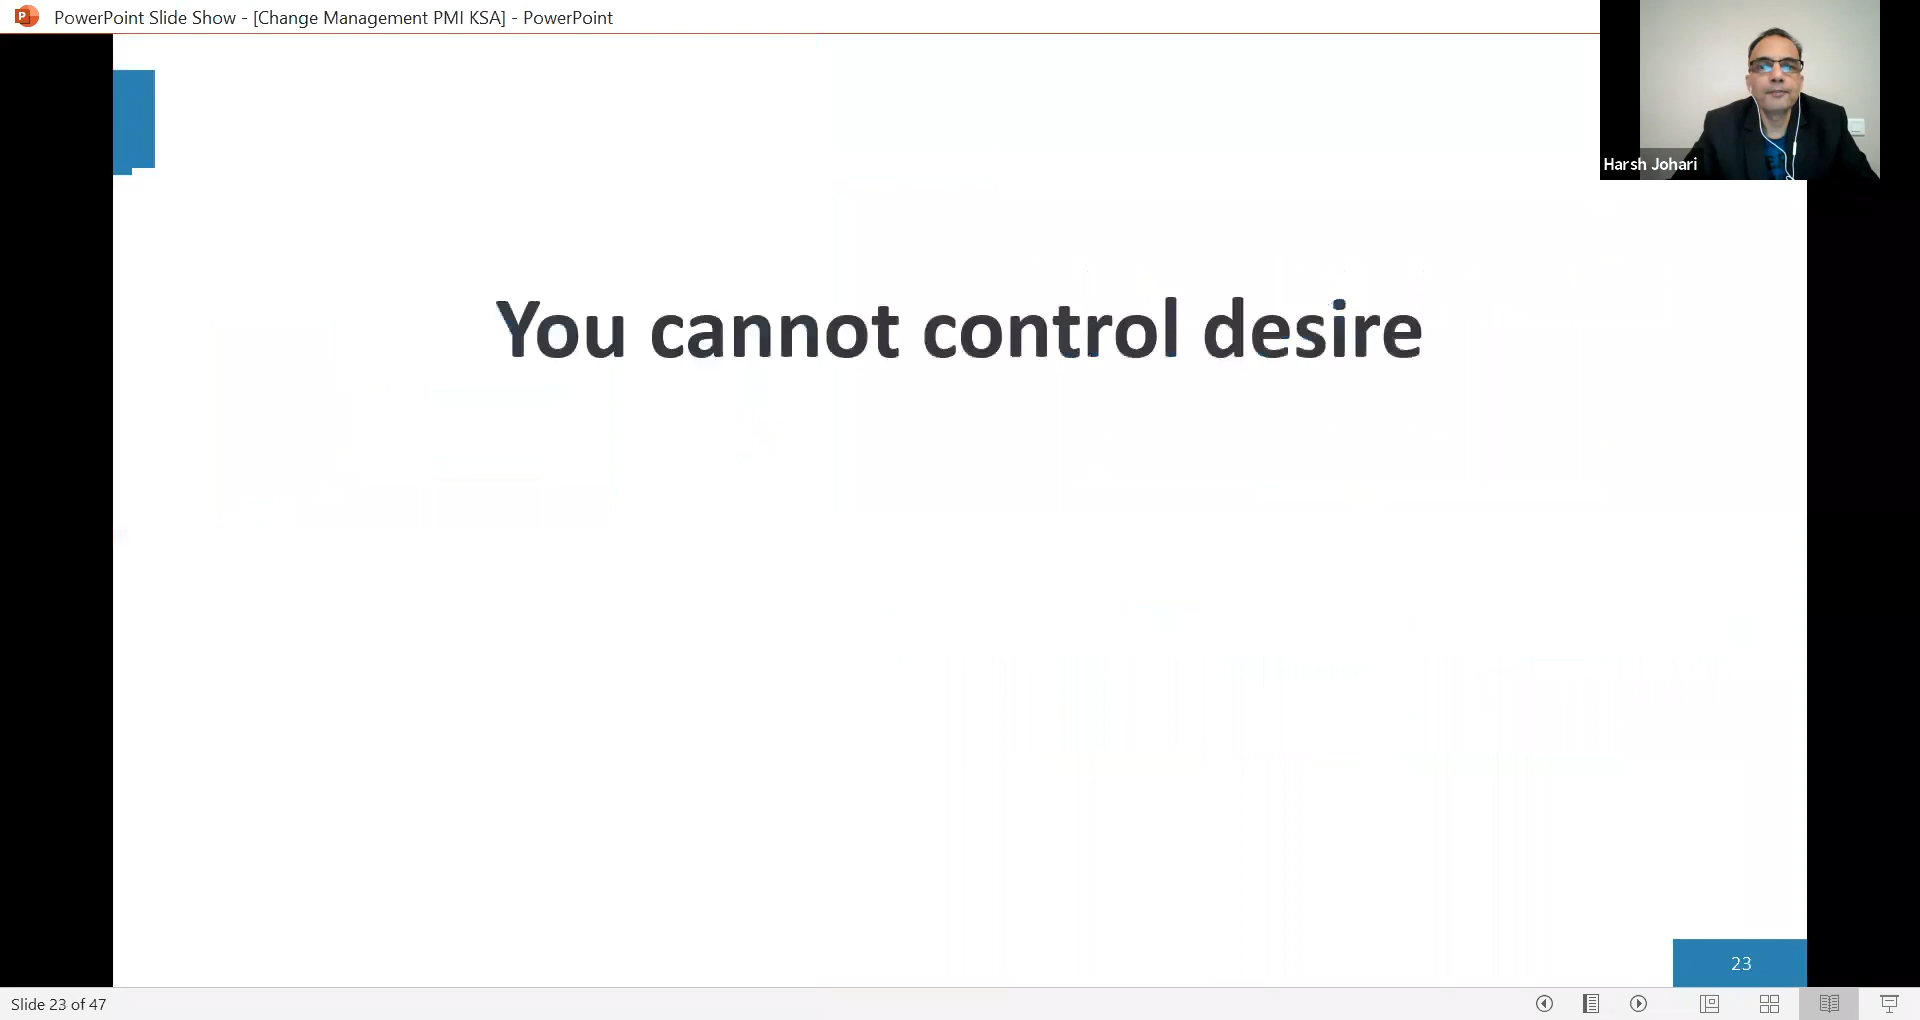 PowerPoint Slide Show - [Change Management PMI KSA] - PowerPoint
Harsh Johari
You cannot control desire
23
Slide 23 of 47